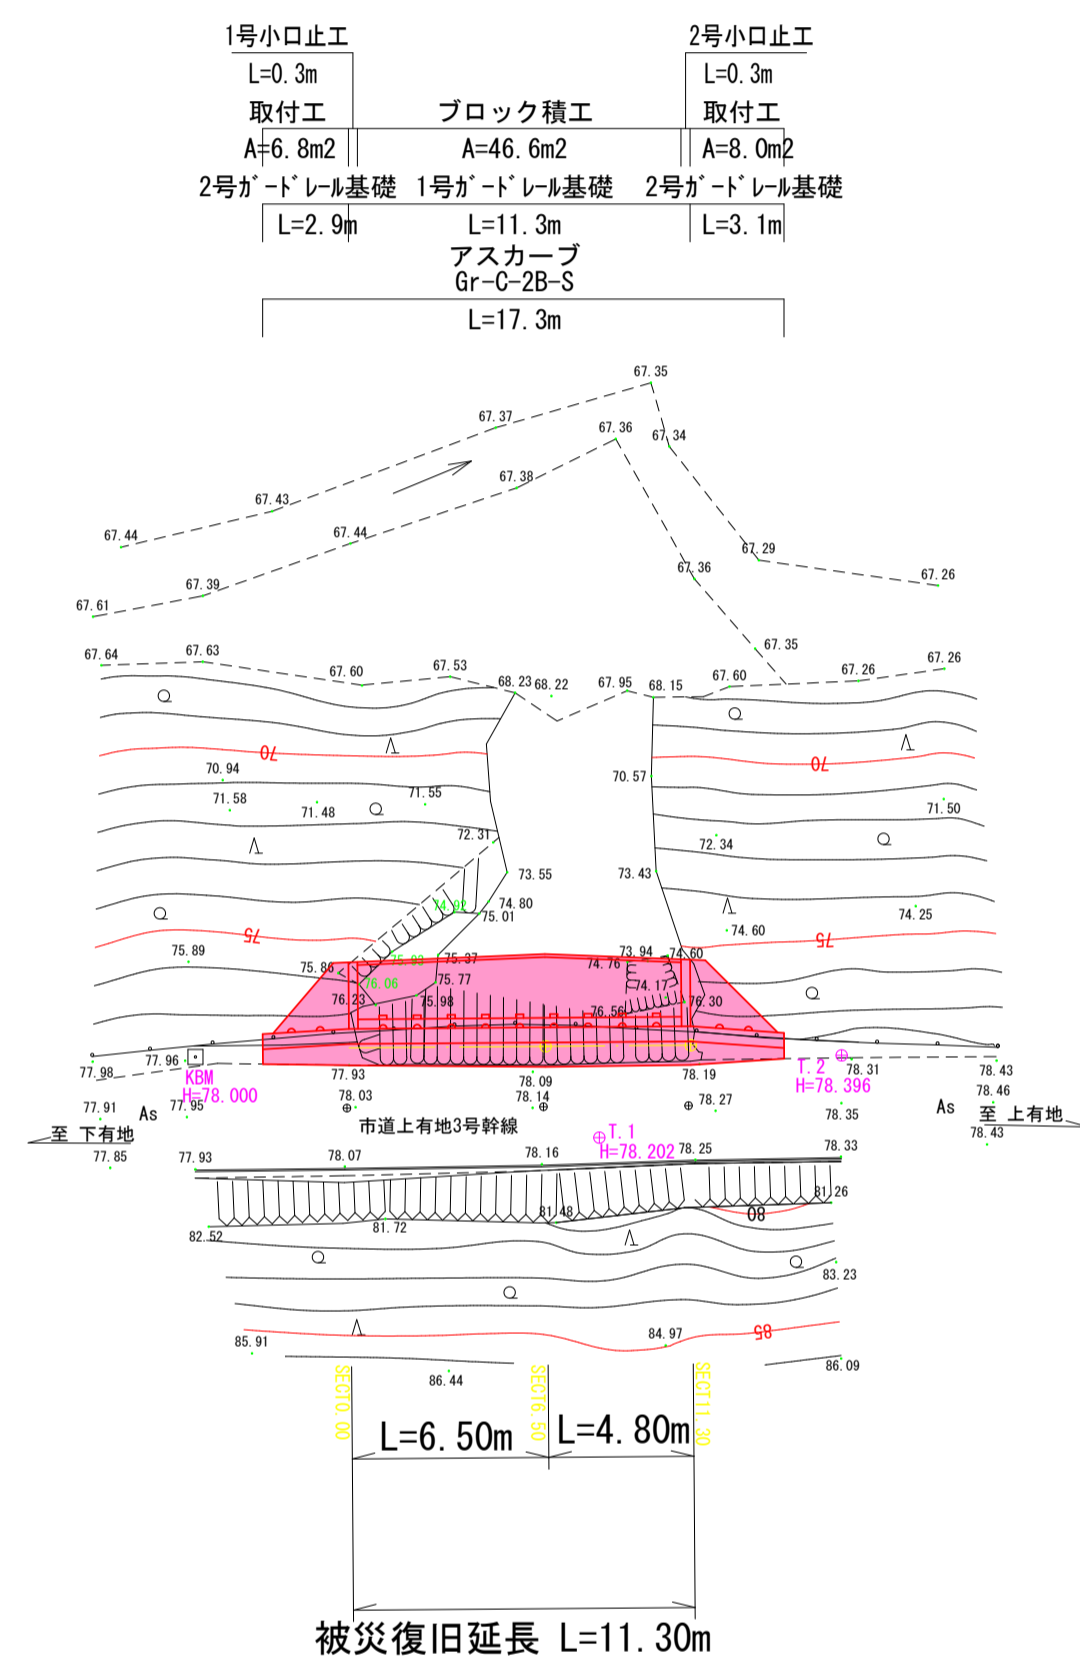 1号小口止工 2号小口止工
L=0.3m L=0.3m
取付工 ブロック積工 取付工
A=6.8m2 A=46.6m2 A=8.0m2
2号ｶﾞｰﾄﾞﾚｰﾙ基礎 1号ｶﾞｰﾄﾞﾚｰﾙ基礎 2号ｶﾞｰﾄﾞﾚｰﾙ基礎
L=2.9m L=11.3m L=3.1m
アスカーブ
Gr-C-2B-S
L=17.3m
67.35
67.37 67.36 67.34
67.38
67.43
67.44 67.44 67.29
67.39 67.36 67.26
67.61
67.64 67.63 67.60 67.53 67.35
68.23 68.22 67.95 68.15 67.60 67.26 67.26
70 70
70.94 70.57
71.58 71.48 71.55 71.50
72.31 72.34
73.55 73.43
74.92 74.80 74.25
75.01 74.60
75 75
75.89 73.94 74.60
75.86 75.93 75.37 74.76
76.06 75.77 74.17
76.23 75.98 76.56 76.30
77.98 77.96 77.93 78.09 78.19 78.31 78.43
KBM
H=78.000
T.2
H=78.396
77.91 77.95 78.03 78.14 78.27 78.35 78.46
As As
至 下有地 市道上有地3号幹線 至 上有地
T.1
H=78.202
77.85 77.93 78.07 78.16 78.25 78.33 78.43
81.26
82.52 81.72 81.48 80
83.23
85.91 84.97 85
86.44 86.09
SECT0.00 SECT6.50 SECT11.30
L=6.50m L=4.80m
被災復旧延長 L=11.30m